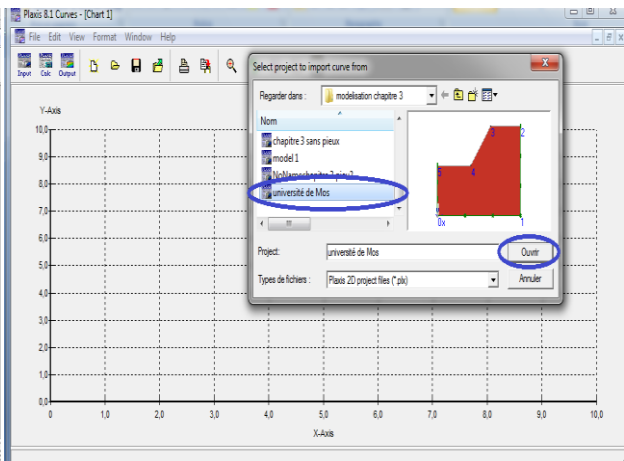 Plaxis 8.1 Curves - [Chart 1]
File Edit View Format Window Help
Input Calc Output
Select project to import curve from
Regarder dans : modelisation chapitre 3
Nom
chapitre 3 sans pieux
model 1
université de Mos
3 2
5 4
0x 1
Project: université de Mos Ouvrir
Types de fichiers : Plaxis 2D project files (*.plx) Annuler
Y-Axis
10,0
9,0
8,0
7,0
6,0
5,0
4,0
3,0
2,0
1,0
0,0
0 1,0 2,0 3,0 4,0 5,0 6,0 7,0 8,0 9,0 10,0
X-Axis